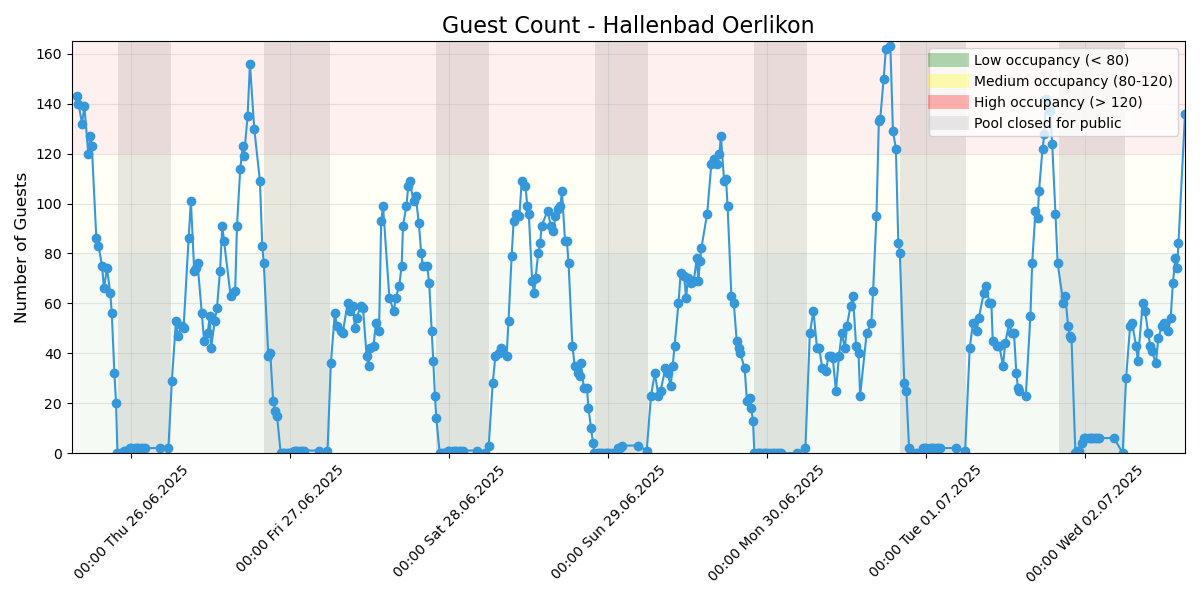 Guest Count - Hallenbad Oerlikon
Number of Guests
160
140
120
100
80
60
40
20
0
Low occupancy (< 80)
Medium occupancy (80-120)
High occupancy (> 120)
Pool closed for public
00:00 Thu 26.06.2025
00:00 Fri 27.06.2025
00:00 Sat 28.06.2025
00:00 Sun 29.06.2025
00:00 Mon 30.06.2025
00:00 Tue 01.07.2025
00:00 Wed 02.07.2025